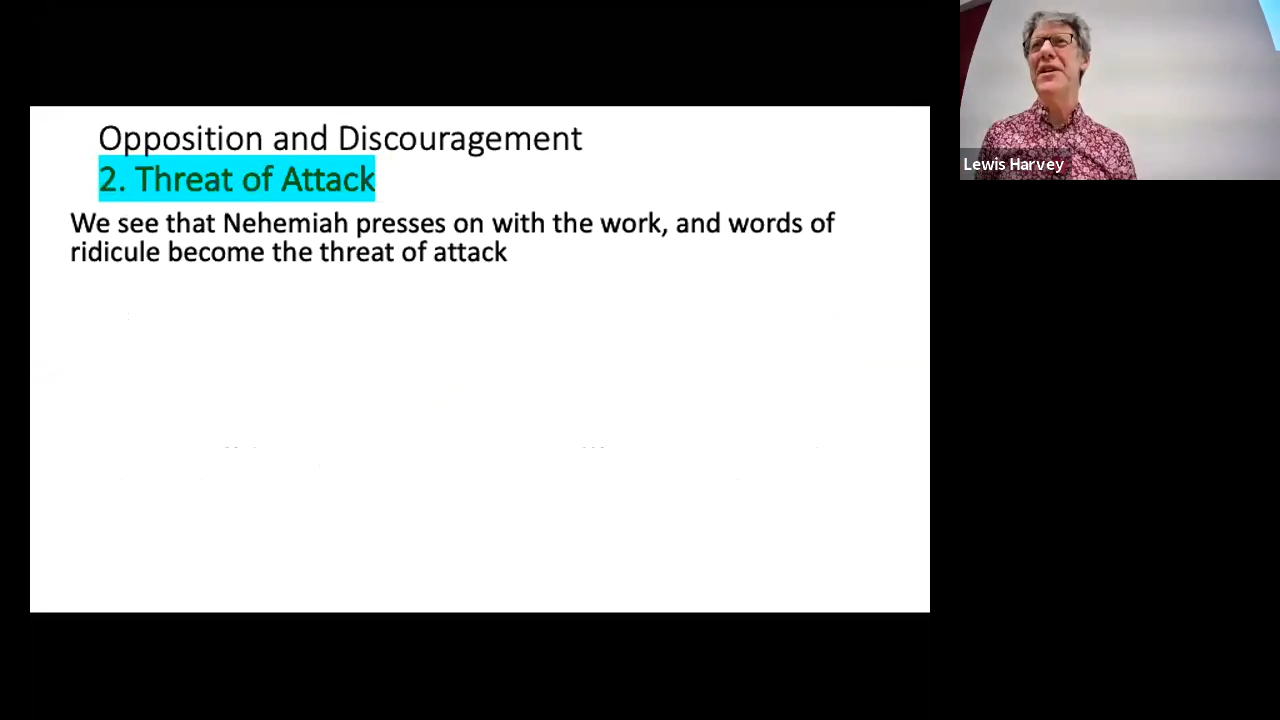 Opposition and Discouragement
2. Threat of Attack
We see that Nehemiah presses on with the work, and words of
ridicule become the threat of attack
Lewis Harvey